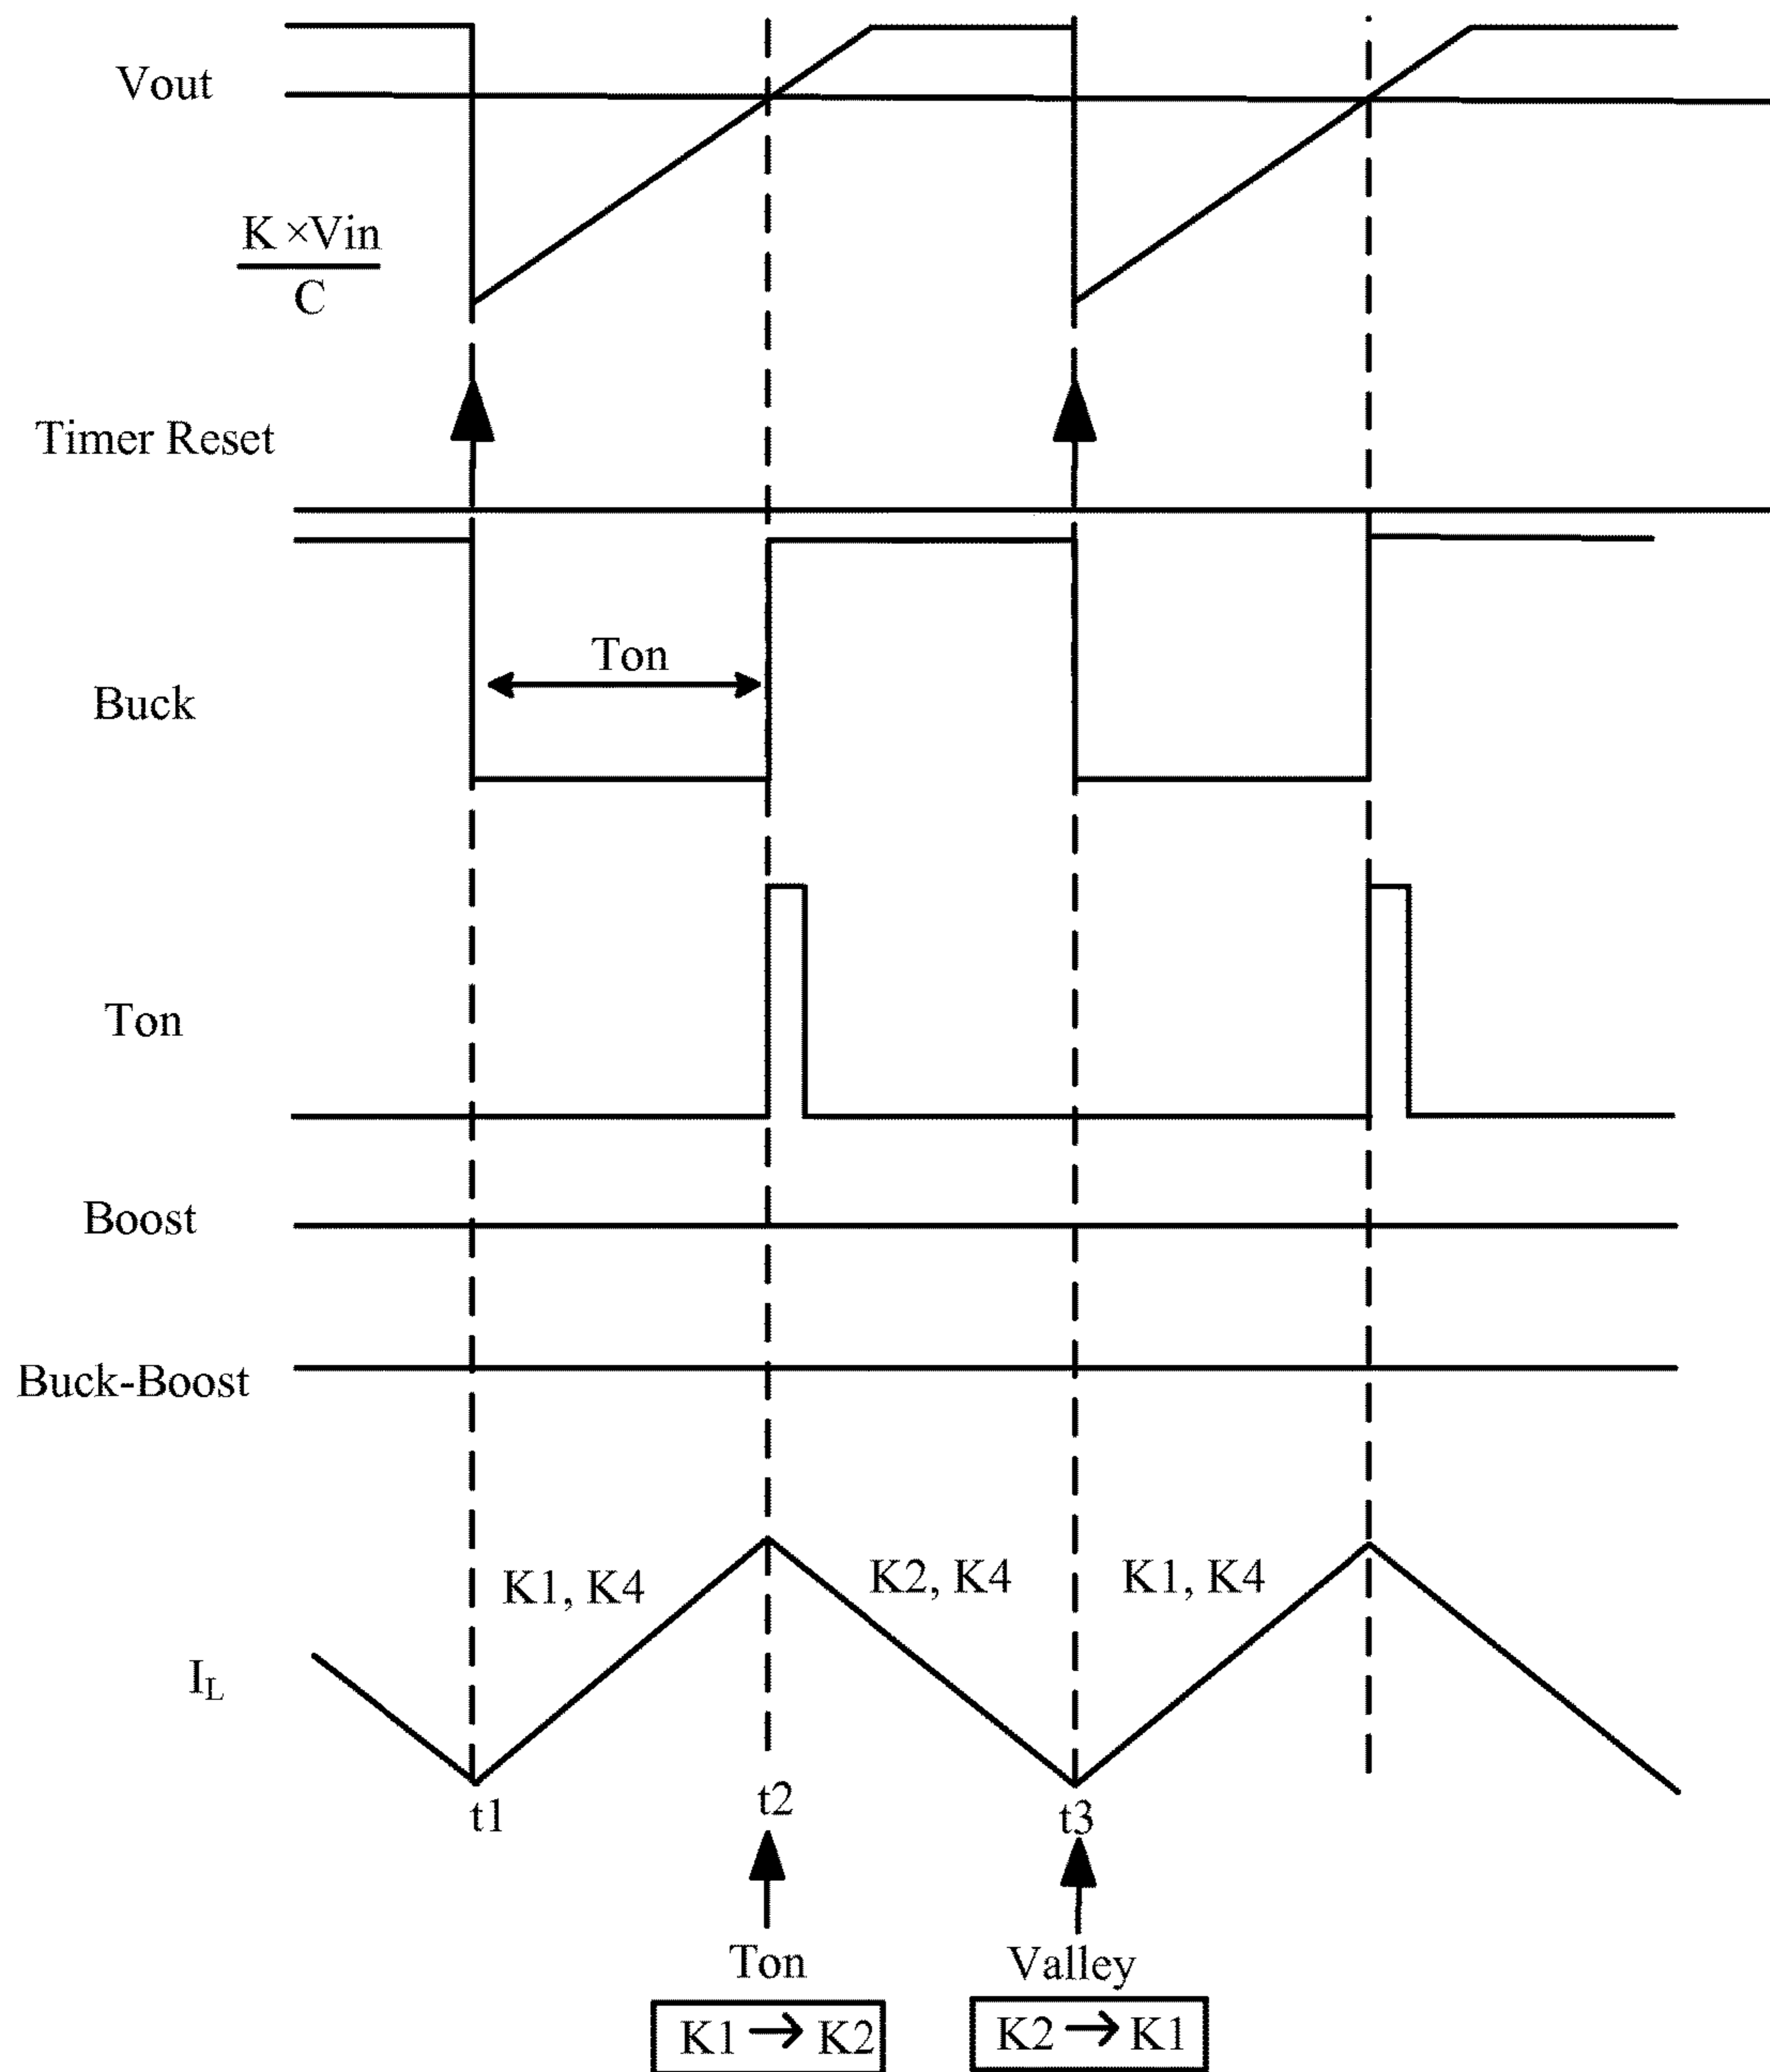 Vout
K ×Vin
C
Timer Reset
Ton
Buck
Ton
Boost
Buck-Boost
K1, K4
K2, K4
K1, K4
IL
t1
t2
t3
Ton
Valley
K1 → K2
K2 → K1